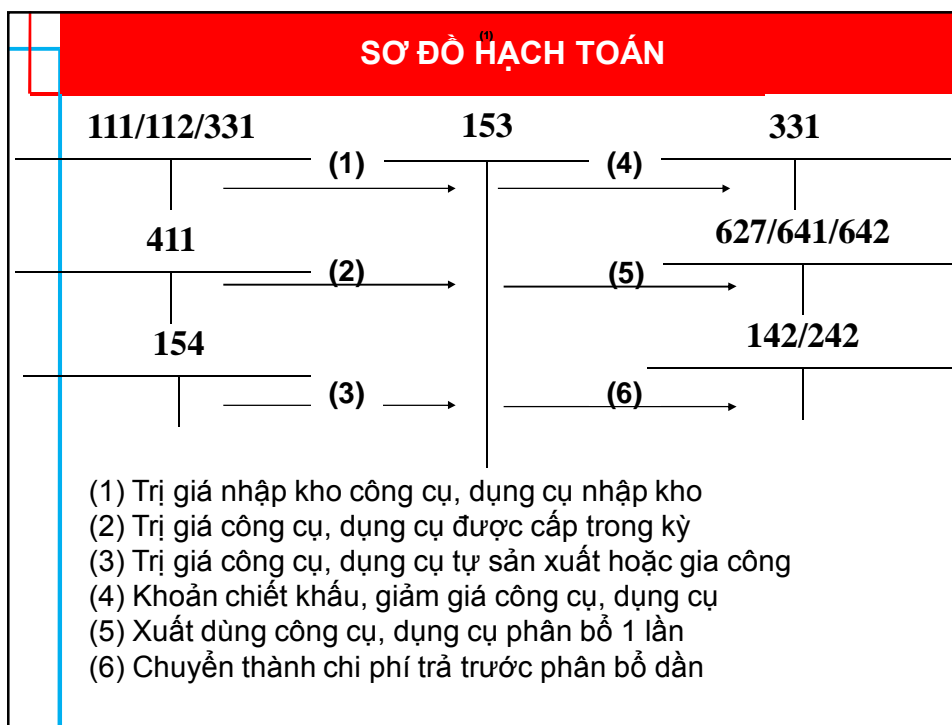 (1)
SƠ ĐỒ HẠCH TOÁN
111/112/331 153 331
(1) (4)
411 627/641/642
(2) (5)
154 142/242
(3) (6)
(1) Trị giá nhập kho công cụ, dụng cụ nhập kho
(2) Trị giá công cụ, dụng cụ được cấp trong kỳ
(3) Trị giá công cụ, dụng cụ tự sản xuất hoặc gia công
(4) Khoản chiết khấu, giảm giá công cụ, dụng cụ
(5) Xuất dùng công cụ, dụng cụ phân bổ 1 lần
(6) Chuyển thành chi phí trả trước phân bổ dần